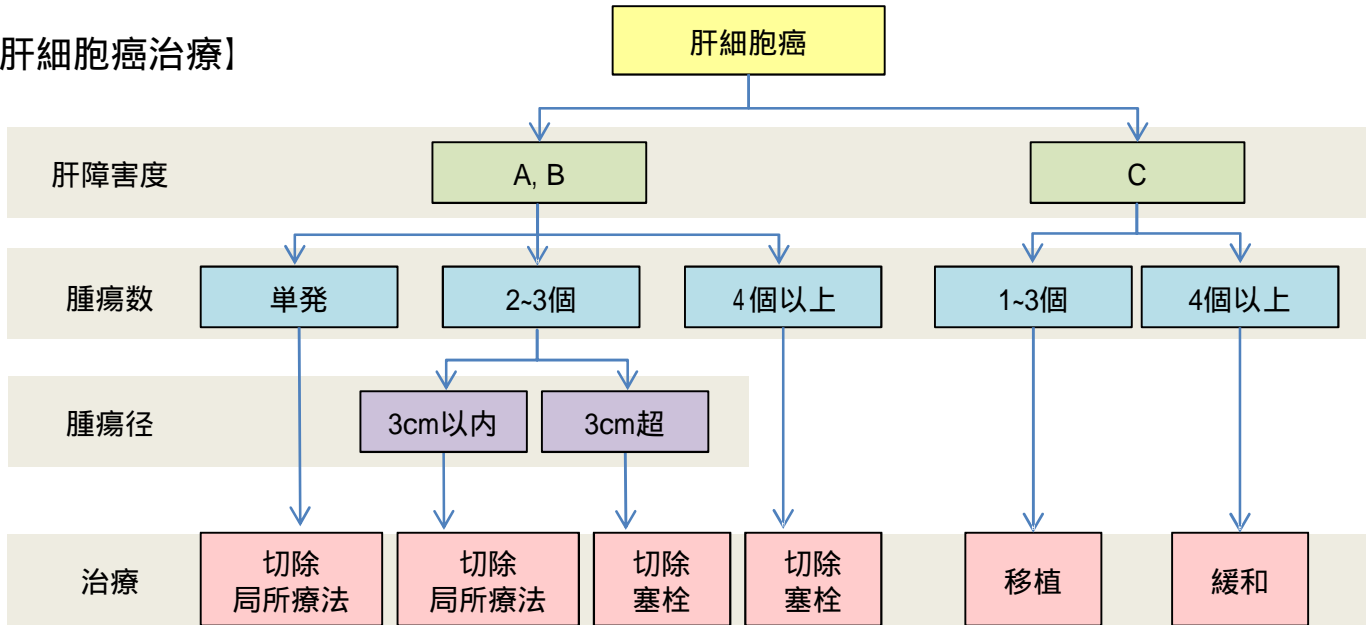 肝細胞癌治療】
肝細胞癌
肝障害度
A, B
C
腫瘍数
単発
2~3個
4個以上
1~3個
4個以上
腫瘍径
3cm以内
3cm超
治療
切除
局所療法
切除
局所療法
切除
塞栓
切除
塞栓
移植
緩和